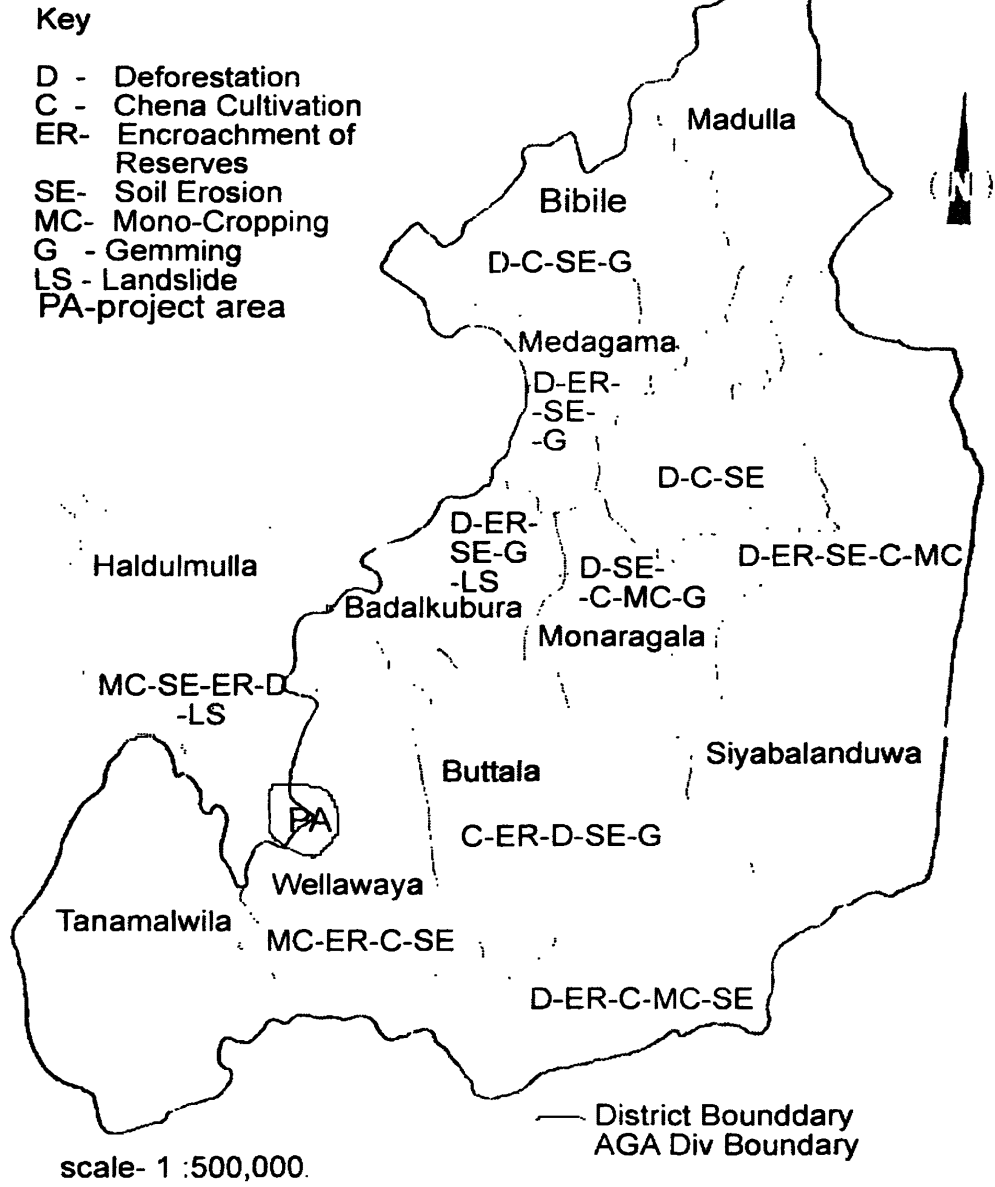 Key
D - Deforestation
C - Chena Cultivation
ER- Encroachment of
Reserves
SE- Soil Erosion
MC- Mono-Cropping
G - Gemming
LS - Landslide
PA-project area
Madulla
(N)
Bibile
D-C-SE-G
Medagama
D-ER-
-SE-
-G
D-C-SE
D-ER-
SE-G
-LS
Badalkubura
D-SE-
-C-MC-G
Monaragala
D-ER-SE-C-MC
Haldulmulla
MC-SE-ER-D
-LS
Siyabalanduwa
Buttala
C-ER-D-SE-G
PA
Wellawaya
Tanamalwila
MC-ER-C-SE
D-ER-C-MC-SE
District Bounddary
AGA Div Boundary
scale- 1 :500,000.